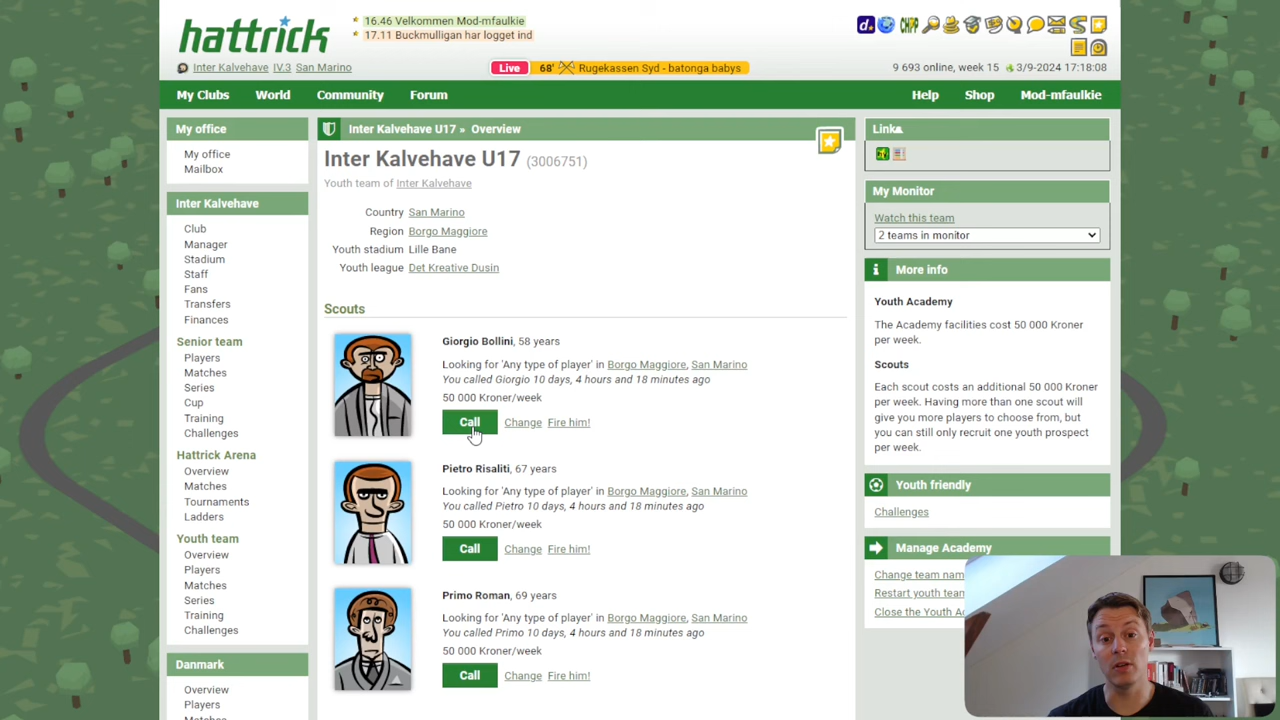 hattrick
16.46 Velkommen Mod-mfaulkie
17.11 Buckmulligan har logget ind
CHPP
Inter Kalvehave IV.3 San Marino
Live 68' Rugekassen Syd - batonga babys
9 693 online, week 15 3/9-2024 17:18:08
My Clubs World Community Forum Help Shop Mod-mfaulkie
My office
My office
Mailbox
Inter Kalvehave
Club
Manager
Stadium
Staff
Fans
Transfers
Finances
Senior team
Players
Matches
Series
Cup
Training
Challenges
Hattrick Arena
Overview
Matches
Tournaments
Ladders
Youth team
Overview
Players
Matches
Series
Training
Challenges
Danmark
Overview
Players
Inter Kalvehave U17 » Overview
Inter Kalvehave U17 (3006751)
Youth team of Inter Kalvehave
Country San Marino
Region Borgo Maggiore
Youth stadium Lille Bane
Youth league Det Kreative Dusin
Scouts
Giorgio Bollini, 58 years
Looking for 'Any type of player' in Borgo Maggiore, San Marino
You called Giorgio 10 days, 4 hours and 18 minutes ago
50 000 Kroner/week
Call Change Fire him!
Pietro Risaliti, 67 years
Looking for 'Any type of player' in Borgo Maggiore, San Marino
You called Pietro 10 days, 4 hours and 18 minutes ago
50 000 Kroner/week
Call Change Fire him!
Primo Roman, 69 years
Looking for 'Any type of player' in Borgo Maggiore, San Marino
You called Primo 10 days, 4 hours and 18 minutes ago
50 000 Kroner/week
Call Change Fire him!
Links
My Monitor
Watch this team
2 teams in monitor
More info
Youth Academy
The Academy facilities cost 50 000 Kroner
per week.
Scouts
Each scout costs an additional 50 000 Kroner
per week. Having more than one scout will
give you more players to choose from, but
you can still only recruit one youth prospect
per week.
Youth friendly
Challenges
Manage Academy
Change team nam
Restart youth team
Close the Youth Ac